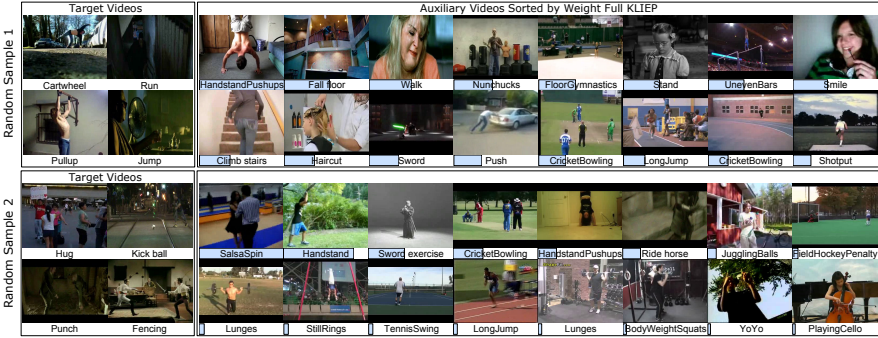 Target Videos
Auxiliary Videos Sorted by Weight Full KLIEP
Random Sample 1
Cartwheel Run
HandstandPushups Fall floor Walk Nunchucks FloorGymnastics Stand UnevenBars Smile
Pullup Jump
Climb stairs Haircut Sword Push CricketBowling LongJump CricketBowling Shotput
Target Videos
Random Sample 2
Hug Kick ball
SalsaSpin Handstand Sword exercise CricketBowling HandstandPushups Ride horse JugglingBalls FieldHockeyPenalty
Punch Fencing
Lunges StillRings TennisSwing LongJump Lunges BodyWeightSquats YoYo PlayingCello